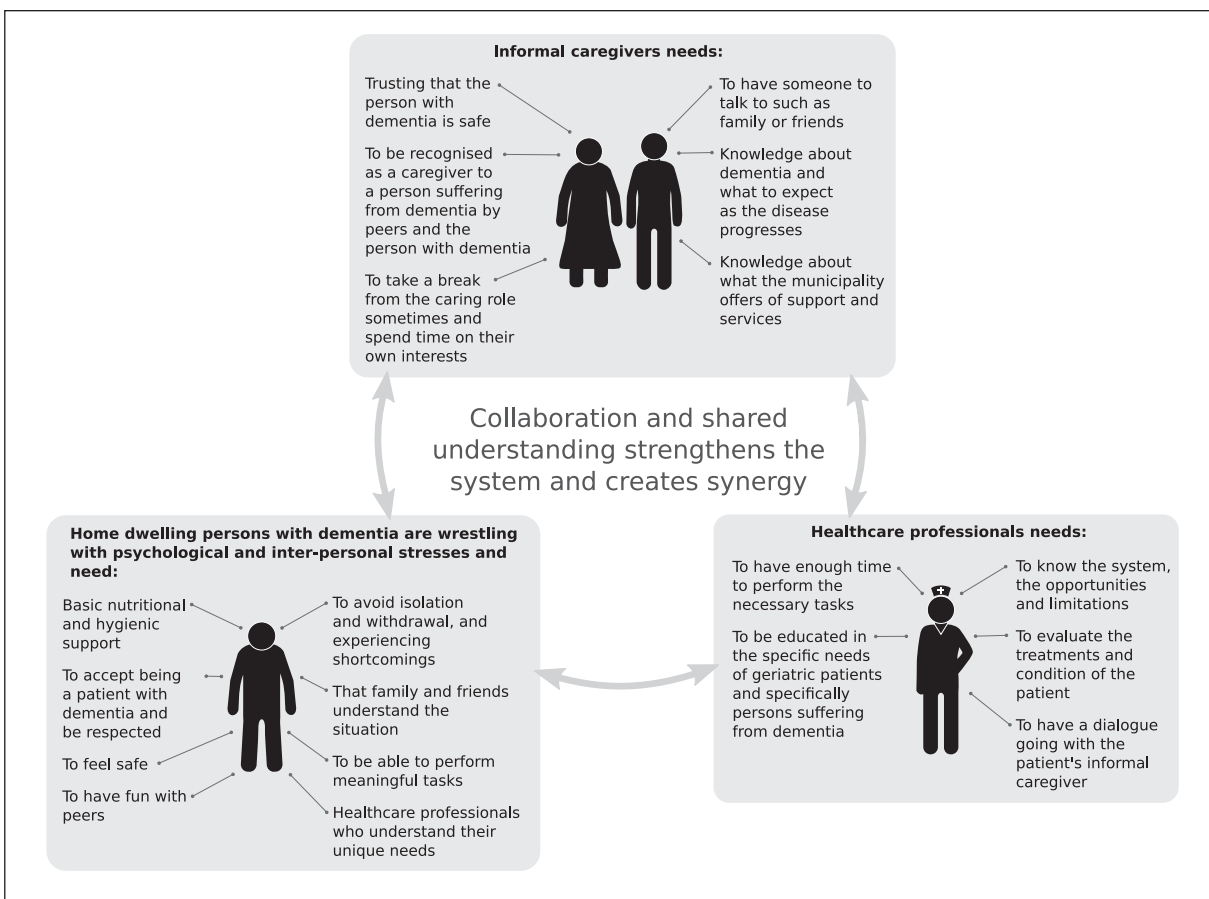 Informal caregivers needs:
Trusting that the
person with
dementia is safe
To be recognised
as a caregiver to
a person suffering
from dementia by
peers and the
person with dementia
To take a break
from the caring role
sometimes and
spend time on their
own interests
To have someone to
talk to such as
family or friends
Knowledge about
dementia and
what to expect
as the disease
progresses
Knowledge about
what the municipality
offers of support and
services
Collaboration and shared
understanding strengthens the
system and creates synergy
Home dwelling persons with dementia are wrestling
with psychological and inter-personal stresses and
need:
Basic nutritional
and hygienic
support
To accept being
a patient with
dementia and
be respected
To feel safe
To have fun with
peers
To avoid isolation
and withdrawal, and
experiencing
shortcomings
That family and friends
understand the
situation
To be able to perform
meaningful tasks
Healthcare professionals
who understand their
unique needs
Healthcare professionals needs:
To have enough time
to perform the
necessary tasks
To be educated in
the specific needs
of geriatric patients
and specifically
persons suffering
from dementia
To know the system,
the opportunities
and limitations
To evaluate the
treatments and
condition of the
patient
To have a dialogue
going with the
patient's informal
caregiver